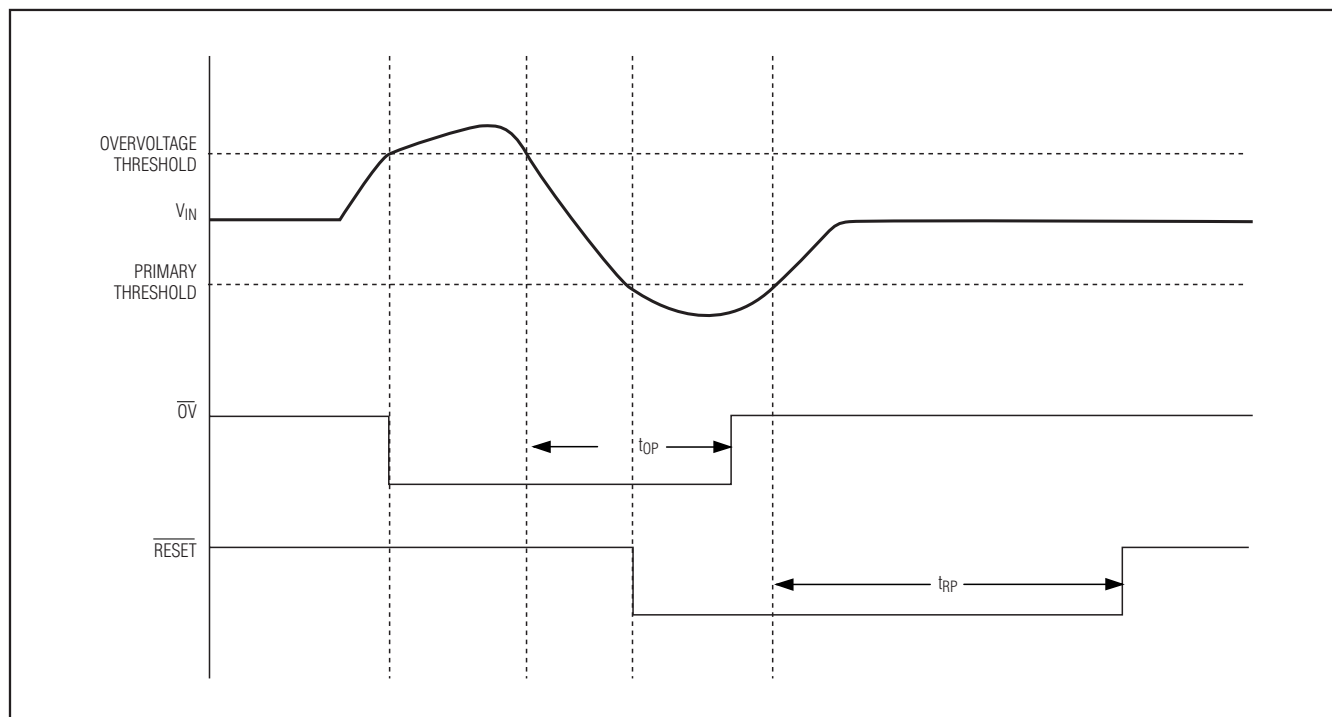 OVERVOLTAGE
THRESHOLD
VIN
PRIMARY
THRESHOLD
OV
tOP
RESET
tRP